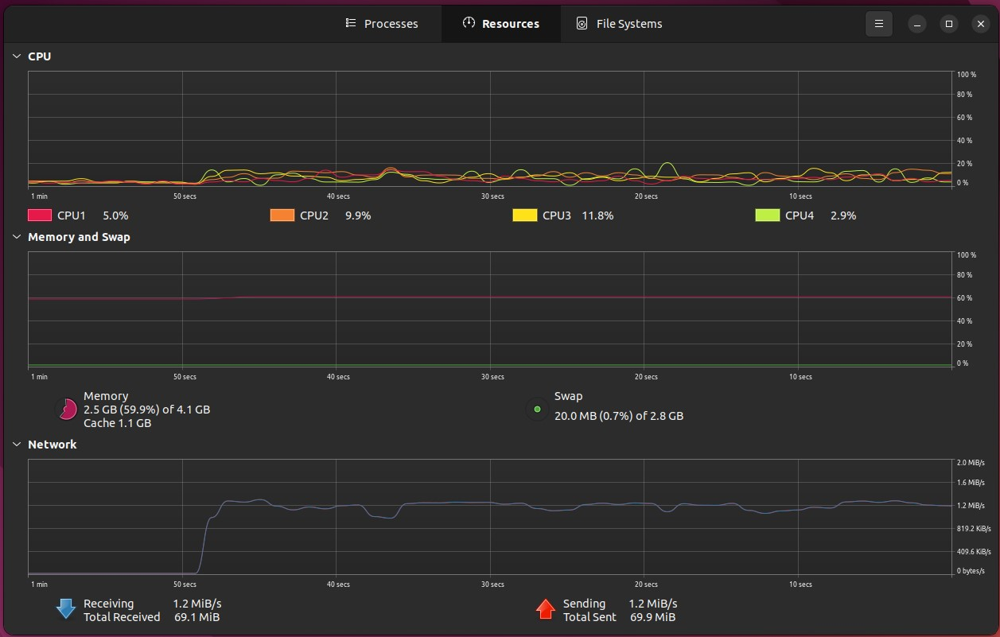 Processes Resources File Systems
CPU
100 %
80 %
60 %
40 %
20 %
0 %
1 min 50 secs 40 secs 30 secs 20 secs 10 secs
CPU1 5.0% CPU2 9.9% CPU3 11.8% CPU4 2.9%
Memory and Swap
100 %
80 %
60 %
40 %
20 %
0 %
1 min 50 secs 40 secs 30 secs 20 secs 10 secs
Memory
2.5 GB (59.9%) of 4.1 GB
Cache 1.1 GB
Swap
20.0 MB (0.7%) of 2.8 GB
Network
2.0 MiB/s
1.6 MiB/s
1.2 MiB/s
819.2 KiB/s
409.6 KiB/s
0 bytes/s
1 min 50 secs 40 secs 30 secs 20 secs 10 secs
Receiving 1.2 MiB/s
Total Received 69.1 MiB
Sending 1.2 MiB/s
Total Sent 69.9 MiB